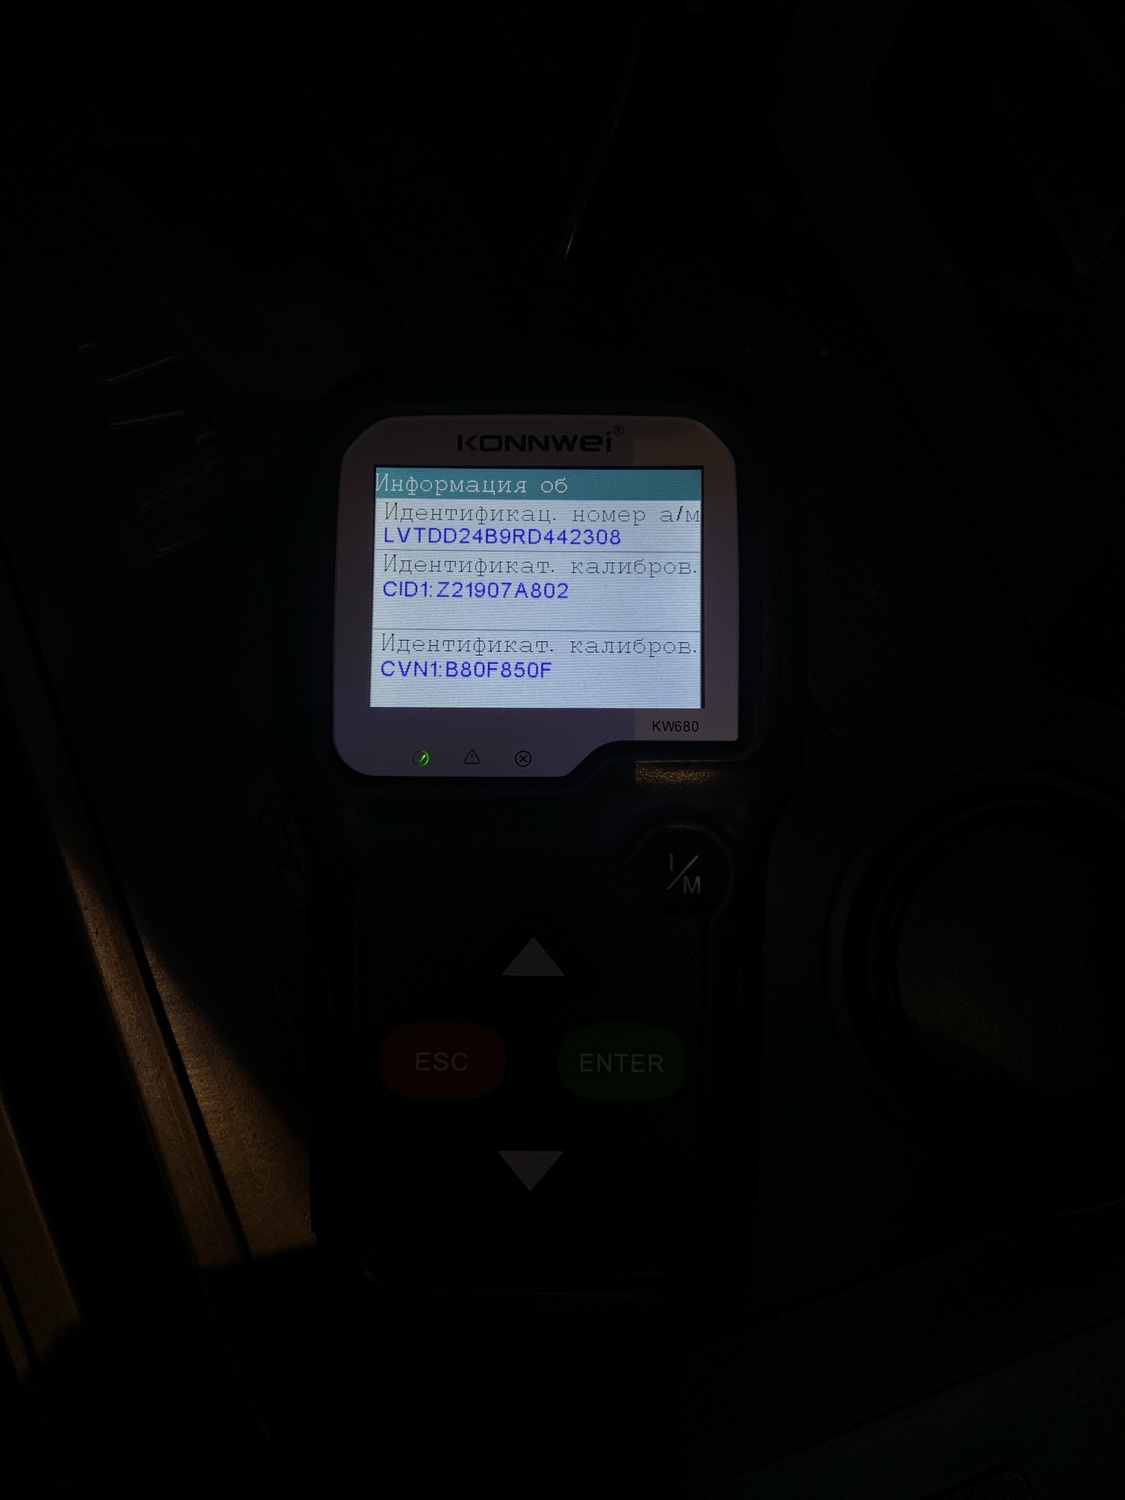 KONNWEI®
Информация об
Идентификац. номер а/м
LVTDD24B9RD442308
Идентификат. калибров.
CID1:Z21907A802
Идентификат. калибров.
CVN1:B80F850F
KW680
I/M
ESC
ENTER